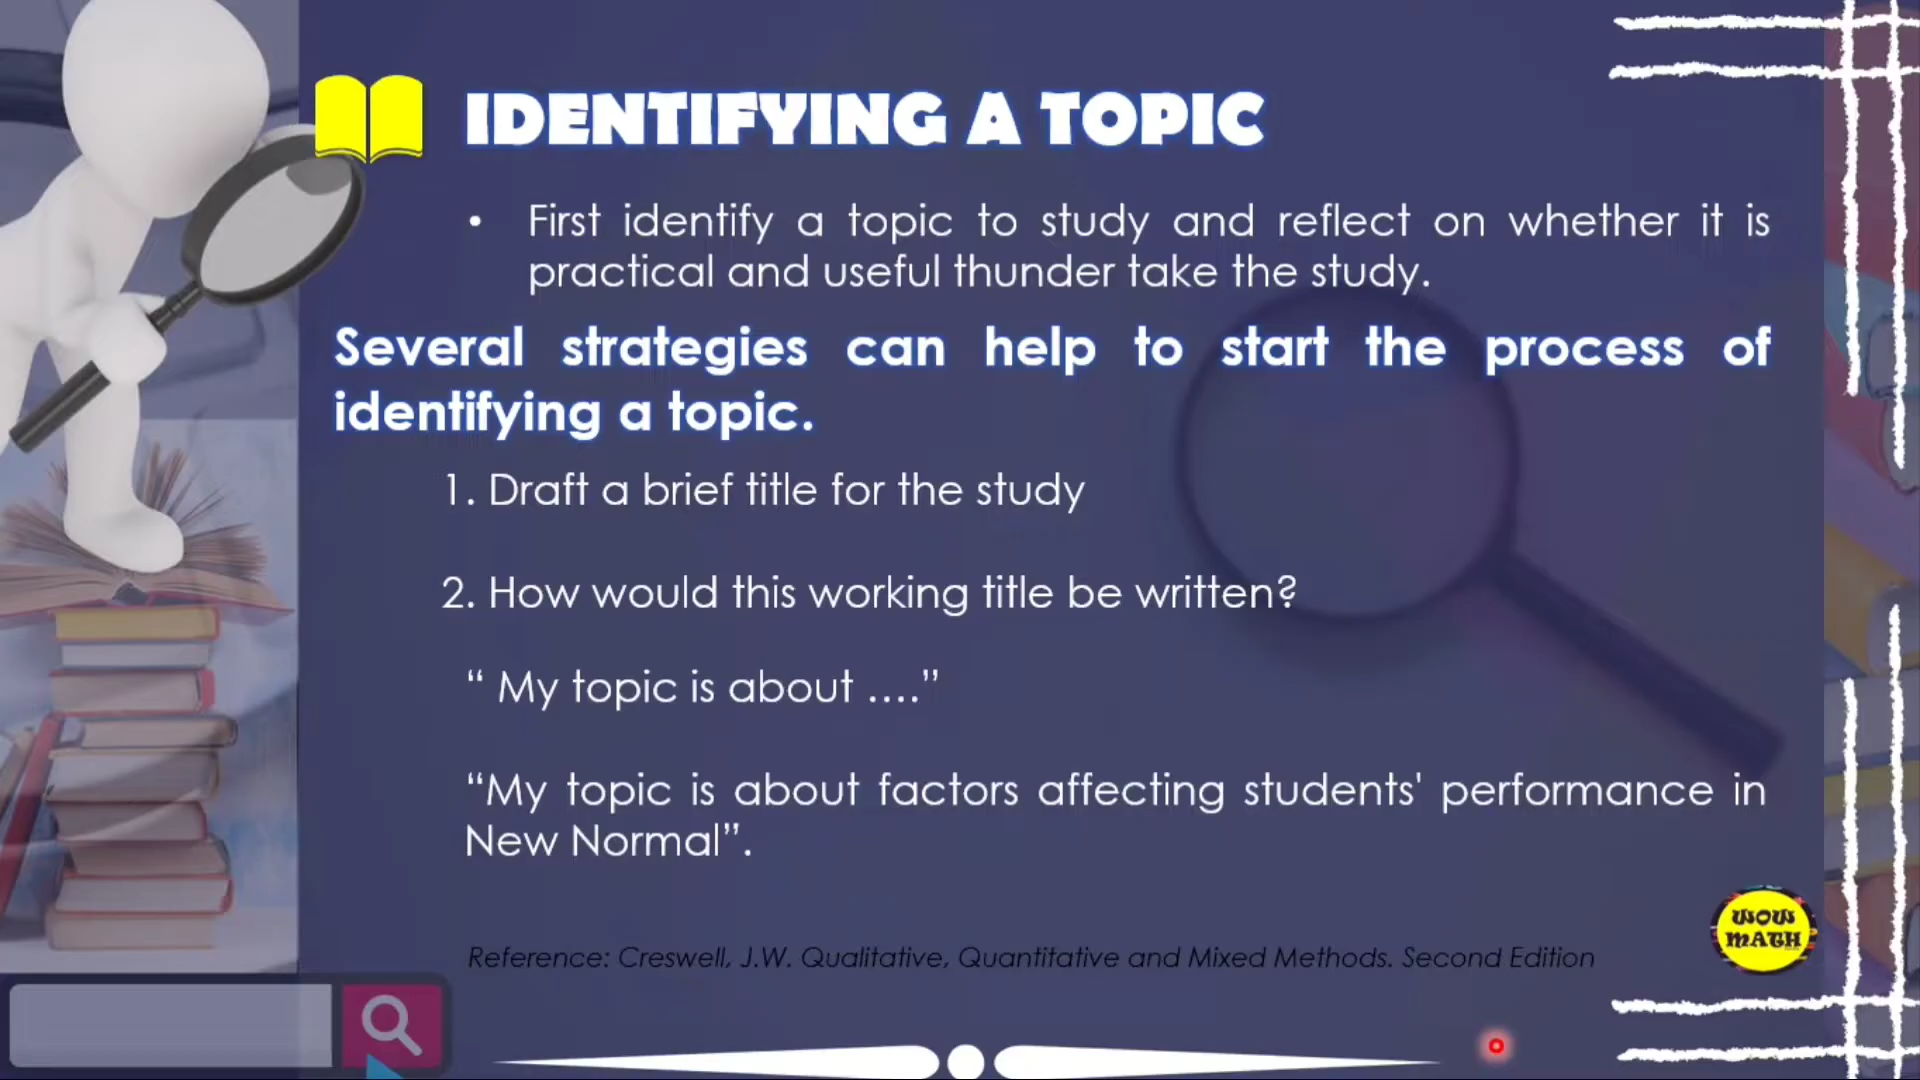 IDENTIFYING A TOPIC
• First identify a topic to study and reflect on whether it is
practical and useful thunder take the study.
Several strategies can help to start the process of
identifying a topic.
1. Draft a brief title for the study
2. How would this working title be written?
“ My topic is about ....”
“My topic is about factors affecting students' performance in
New Normal”.
WOW
MATH
Reference: Creswell, J.W. Qualitative, Quantitative and Mixed Methods. Second Edition